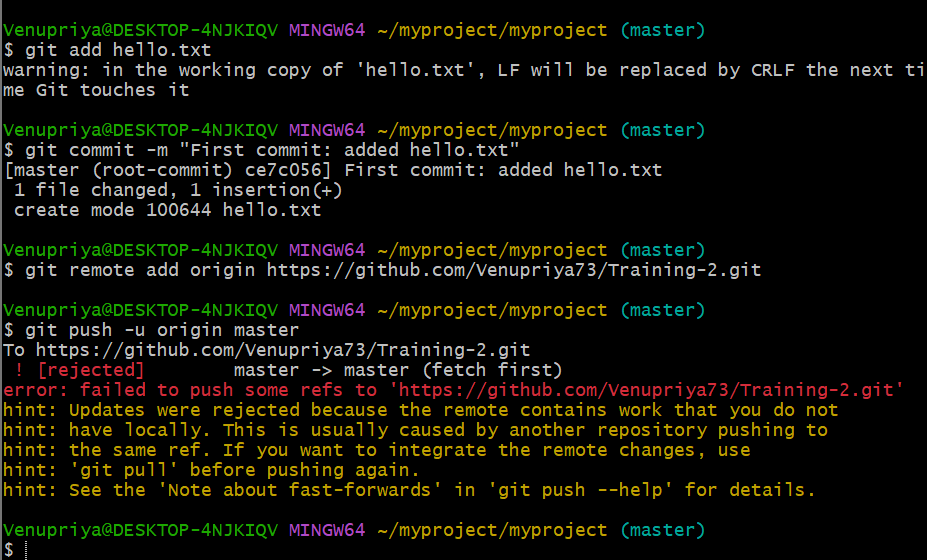 Venupriya@DESKTOP-4NJKIQV MINGW64 ~/myproject/myproject (master)
$ git add hello.txt
warning: in the working copy of 'hello.txt', LF will be replaced by CRLF the next ti
me Git touches it
Venupriya@DESKTOP-4NJKIQV MINGW64 ~/myproject/myproject (master)
$ git commit -m "First commit: added hello.txt"
[master (root-commit) ce7c056] First commit: added hello.txt
 1 file changed, 1 insertion(+)
 create mode 100644 hello.txt
Venupriya@DESKTOP-4NJKIQV MINGW64 ~/myproject/myproject (master)
$ git remote add origin https://github.com/Venupriya73/Training-2.git
Venupriya@DESKTOP-4NJKIQV MINGW64 ~/myproject/myproject (master)
$ git push -u origin master
To https://github.com/Venupriya73/Training-2.git
 ! [rejected]        master -> master (fetch first)
error: failed to push some refs to 'https://github.com/Venupriya73/Training-2.git'
hint: Updates were rejected because the remote contains work that you do not
hint: have locally. This is usually caused by another repository pushing to
hint: the same ref. If you want to integrate the remote changes, use
hint: 'git pull' before pushing again.
hint: See the 'Note about fast-forwards' in 'git push --help' for details.
Venupriya@DESKTOP-4NJKIQV MINGW64 ~/myproject/myproject (master)
$